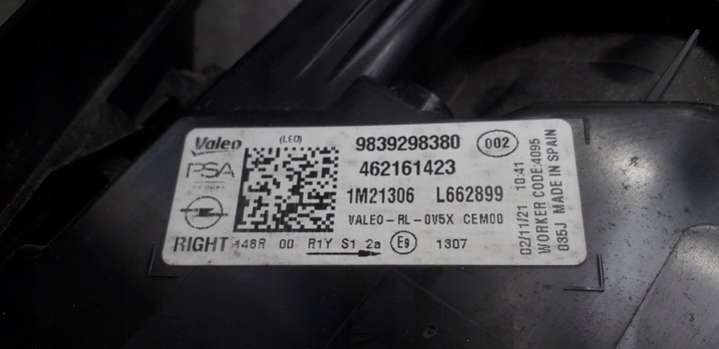 Valeo (LED) 9839298380 002
PSA 462161423
1M21306 L662899
VALEO-RL-0V5X CEM00
RIGHT 148R 00 R1Y S1 2a E9 1307
02/11/21 10:41
WORKER CODE:4095
035J MADE IN SPAIN